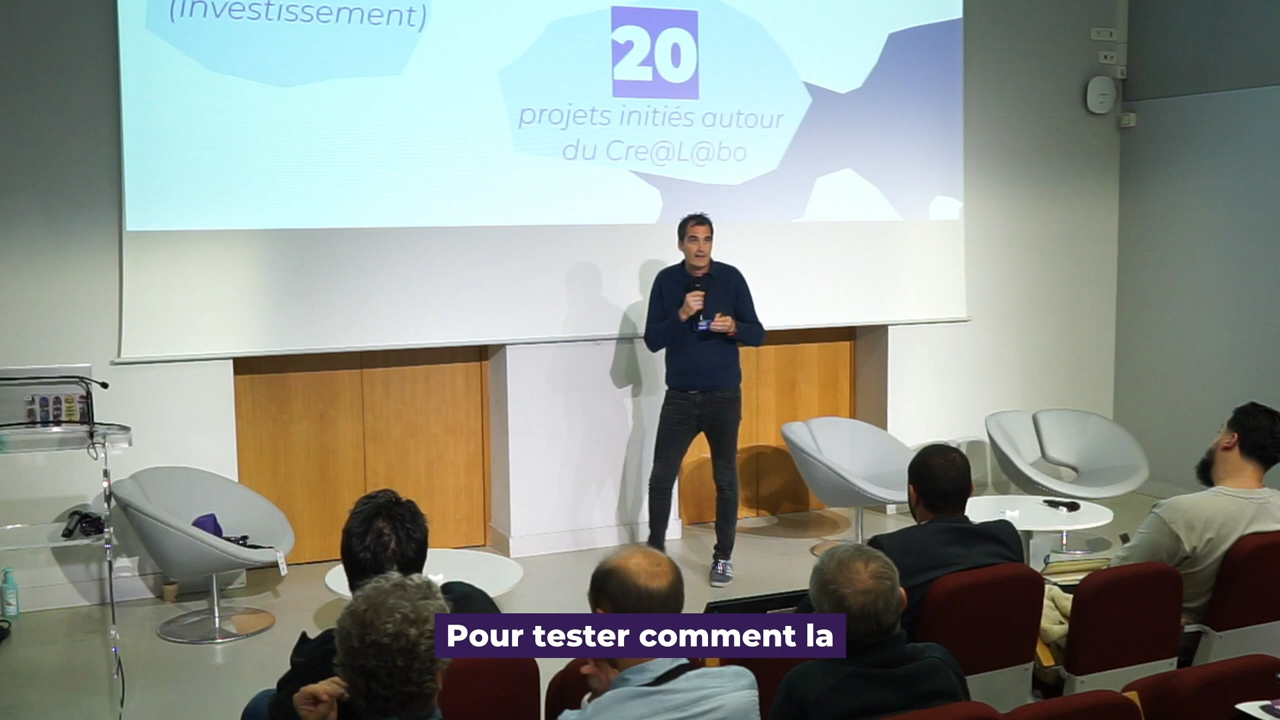 (investissement)
20
projets initiés autour
du Cre@L@bo
Pour tester comment la